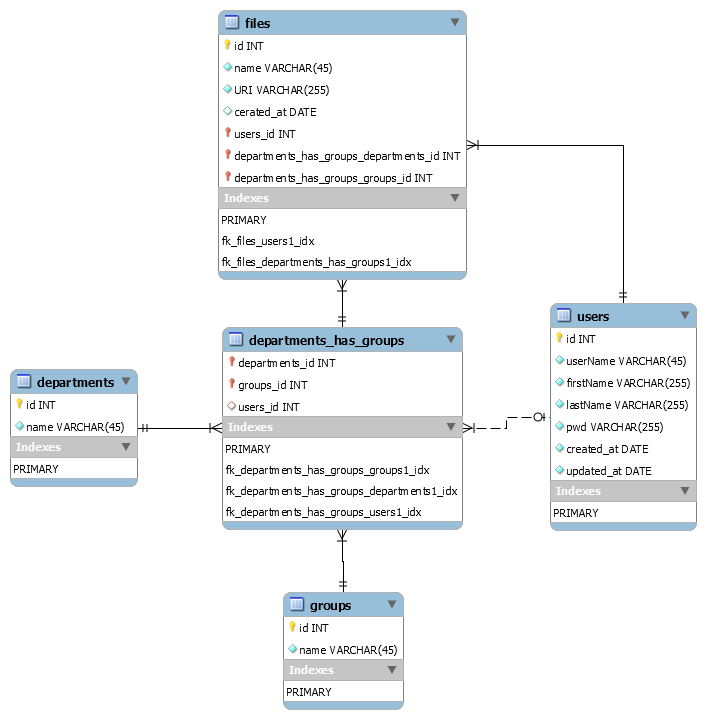 files
id INT
name VARCHAR(45)
URI VARCHAR(255)
cerated_at DATE
users_id INT
departments_has_groups_departments_id INT
departments_has_groups_groups_id INT
Indexes
PRIMARY
fk_files_users1_idx
fk_files_departments_has_groups1_idx
departments_has_groups
departments_id INT
groups_id INT
users_id INT
Indexes
PRIMARY
fk_departments_has_groups_groups1_idx
fk_departments_has_groups_departments1_idx
fk_departments_has_groups_users1_idx
users
id INT
userName VARCHAR(45)
firstName VARCHAR(255)
lastName VARCHAR(255)
pwd VARCHAR(255)
created_at DATE
updated_at DATE
Indexes
PRIMARY
departments
id INT
name VARCHAR(45)
Indexes
PRIMARY
groups
id INT
name VARCHAR(45)
Indexes
PRIMARY